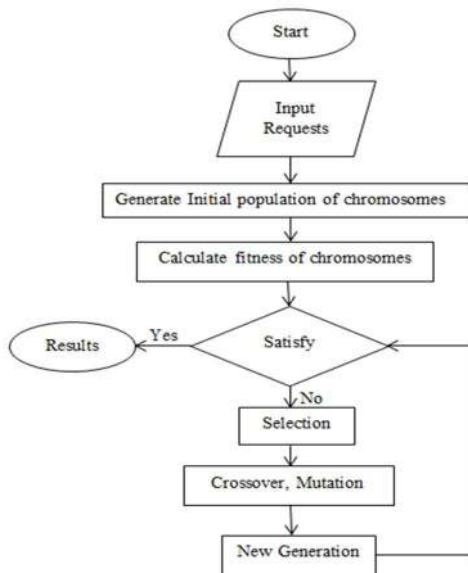 Start
Input
Requests
Generate Initial population of chromosomes
Calculate fitness of chromosomes
Satisfy
Yes
Results
No
Selection
Crossover, Mutation
New Generation